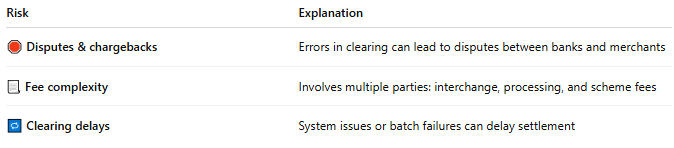 Risk Explanation
Disputes & chargebacks Errors in clearing can lead to disputes between banks and merchants
Fee complexity Involves multiple parties: interchange, processing, and scheme fees
Clearing delays System issues or batch failures can delay settlement